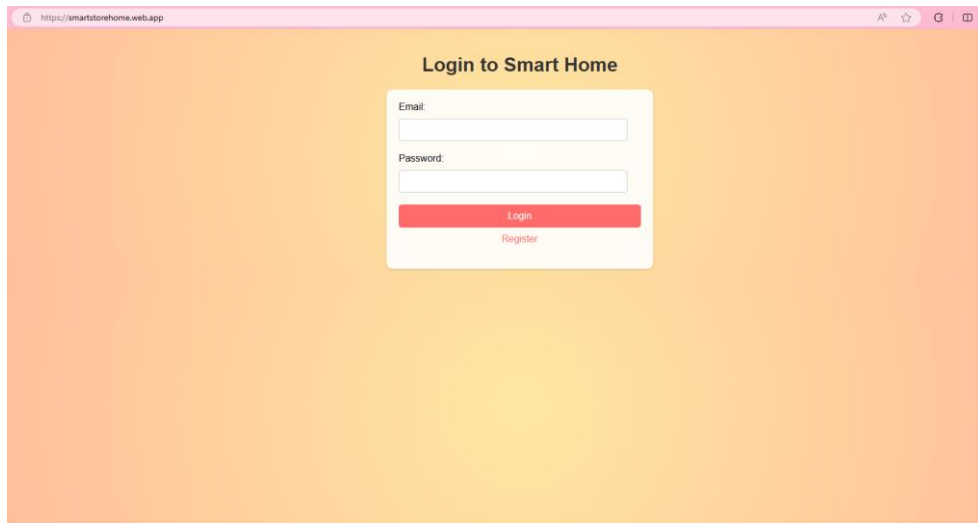 https://smartstorehome.web.app
Login to Smart Home
Email:
Password:
Login
Register